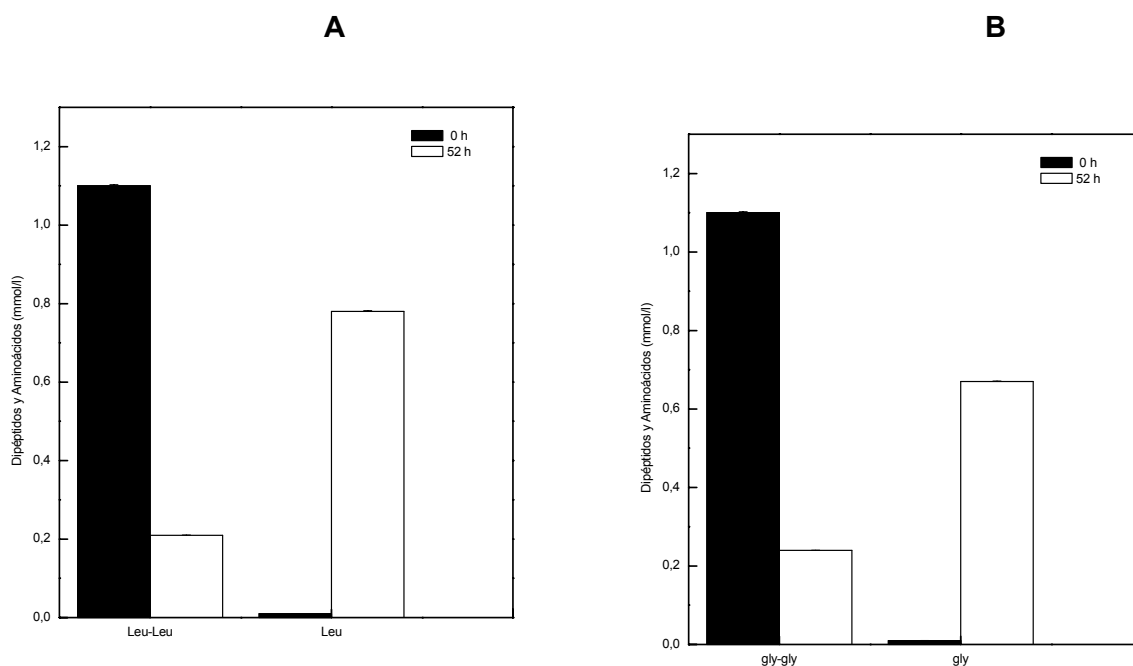 A
B
Dipéptidos y Aminoácidos (mmol/l)
1,2
1,0
0,8
0,6
0,4
0,2
0,0
0 h
52 h
Leu-Leu
Leu
Dipéptidos y Aminoácidos (mmol/l)
1,2
1,0
0,8
0,6
0,4
0,2
0,0
0 h
52 h
gly-gly
gly